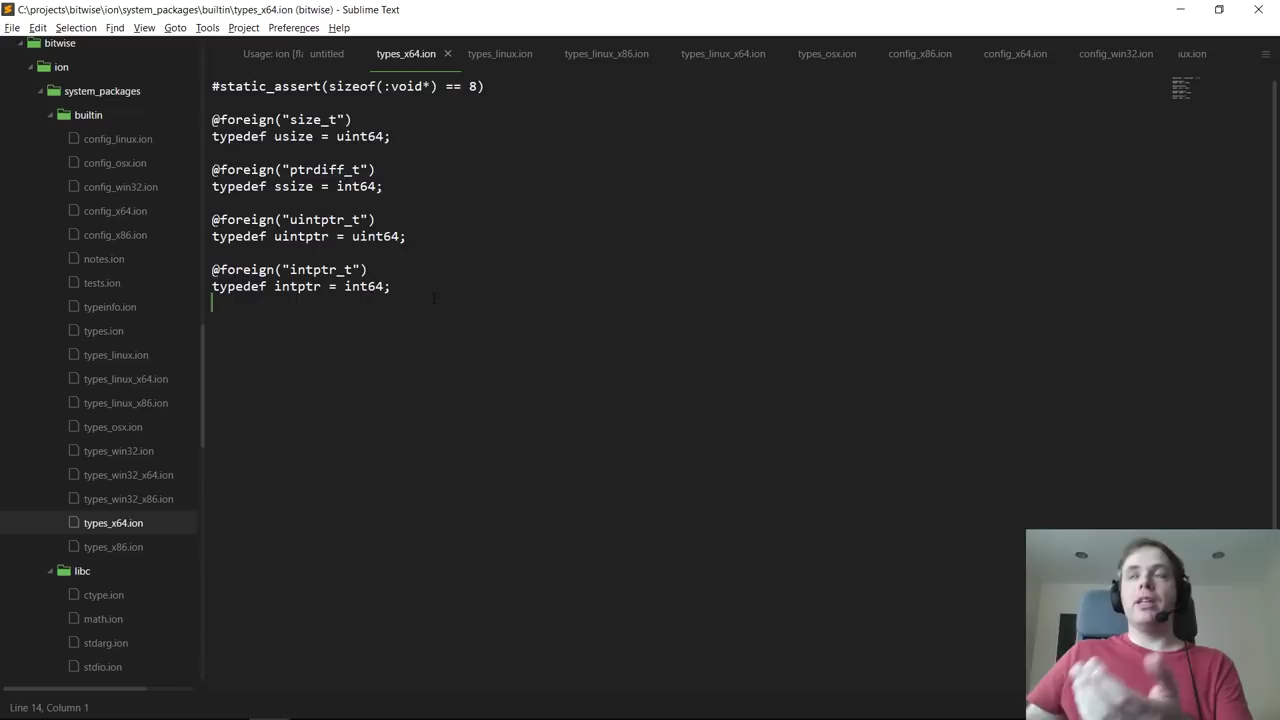 C:\projects\bitwise\ion\system_packages\builtin\types_x64.ion (bitwise) - Sublime Text
File Edit Selection Find View Goto Tools Project Preferences Help
Usage: ion [fla untitled types_x64.ion types_linux.ion types_linux_x86.ion types_linux_x64.ion types_osx.ion config_x86.ion config_x64.ion config_win32.ion ux.ion
bitwise
ion
system_packages
builtin
config_linux.ion
config_osx.ion
config_win32.ion
config_x64.ion
config_x86.ion
notes.ion
tests.ion
typeinfo.ion
types.ion
types_linux.ion
types_linux_x64.ion
types_linux_x86.ion
types_osx.ion
types_win32.ion
types_win32_x64.ion
types_win32_x86.ion
types_x64.ion
types_x86.ion
libc
ctype.ion
math.ion
stdarg.ion
stdio.ion
#static_assert(sizeof(:void*) == 8)
@foreign("size_t")
typedef usize = uint64;
@foreign("ptrdiff_t")
typedef ssize = int64;
@foreign("uintptr_t")
typedef uintptr = uint64;
@foreign("intptr_t")
typedef intptr = int64;
Line 14, Column 1